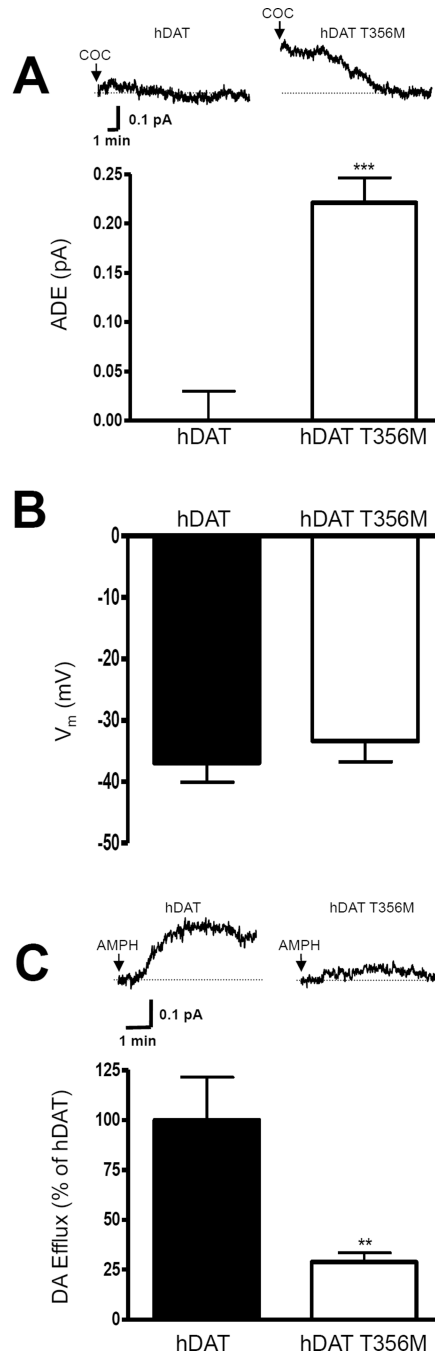 A
hDAT
hDAT T356M
COC
COC
0.1 pA
1 min
***
ADE (pA)
0.25
0.20
0.15
0.10
0.05
0.00
hDAT
hDAT T356M
B
hDAT
hDAT T356M
Vm (mV)
0
-10
-20
-30
-40
-50
C
hDAT
hDAT T356M
AMPH
AMPH
0.1 pA
1 min
**
DA Efflux (% of hDAT)
125
100
75
50
25
0
hDAT
hDAT T356M